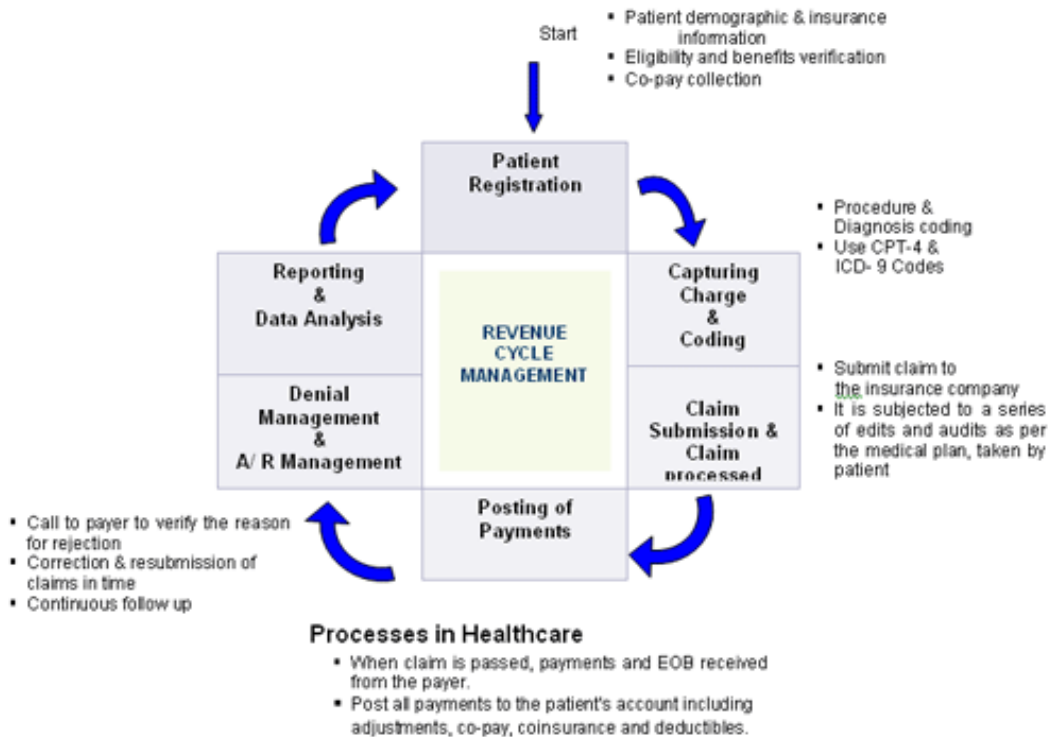 Start
▪ Patient demographic & insurance
information
▪ Eligibility and benefits verification
▪ Co-pay collection
Patient
Registration
▪ Procedure &
Diagnosis coding
▪ Use CPT-4 &
ICD- 9 Codes
Reporting
&
Data Analysis
REVENUE
CYCLE
MANAGEMENT
Capturing
Charge
&
Coding
▪ Submit claim to
the insurance company
▪ It is subjected to a series
of edits and audits as per
the medical plan, taken by
patient
Denial
Management
&
A/ R Management
Claim
Submission &
Claim
processed
Posting of
Payments
▪ Call to payer to verify the reason
for rejection
▪ Correction & resubmission of
claims in time
▪ Continuous follow up
Processes in Healthcare
▪ When claim is passed, payments and EOB received
from the payer.
▪ Post all payments to the patient's account including
adjustments, co-pay, coinsurance and deductibles.